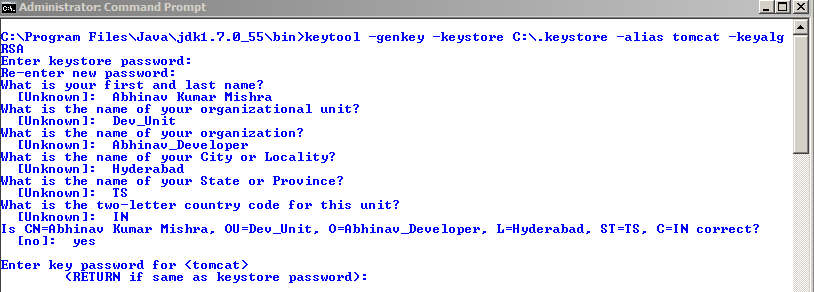 Administrator: Command Prompt
C:\Program Files\Java\jdk1.7.0_55\bin>keytool -genkey -keystore C:\.keystore -alias tomcat -keyalg
RSA
Enter keystore password:
Re-enter new password:
What is your first and last name?
  [Unknown]:  Abhinav Kumar Mishra
What is the name of your organizational unit?
  [Unknown]:  Dev_Unit
What is the name of your organization?
  [Unknown]:  Abhinav_Developer
What is the name of your City or Locality?
  [Unknown]:  Hyderabad
What is the name of your State or Province?
  [Unknown]:  TS
What is the two-letter country code for this unit?
  [Unknown]:  IN
Is CN=Abhinav Kumar Mishra, OU=Dev_Unit, O=Abhinav_Developer, L=Hyderabad, ST=TS, C=IN correct?
  [no]:  yes
Enter key password for <tomcat>
        (RETURN if same as keystore password):